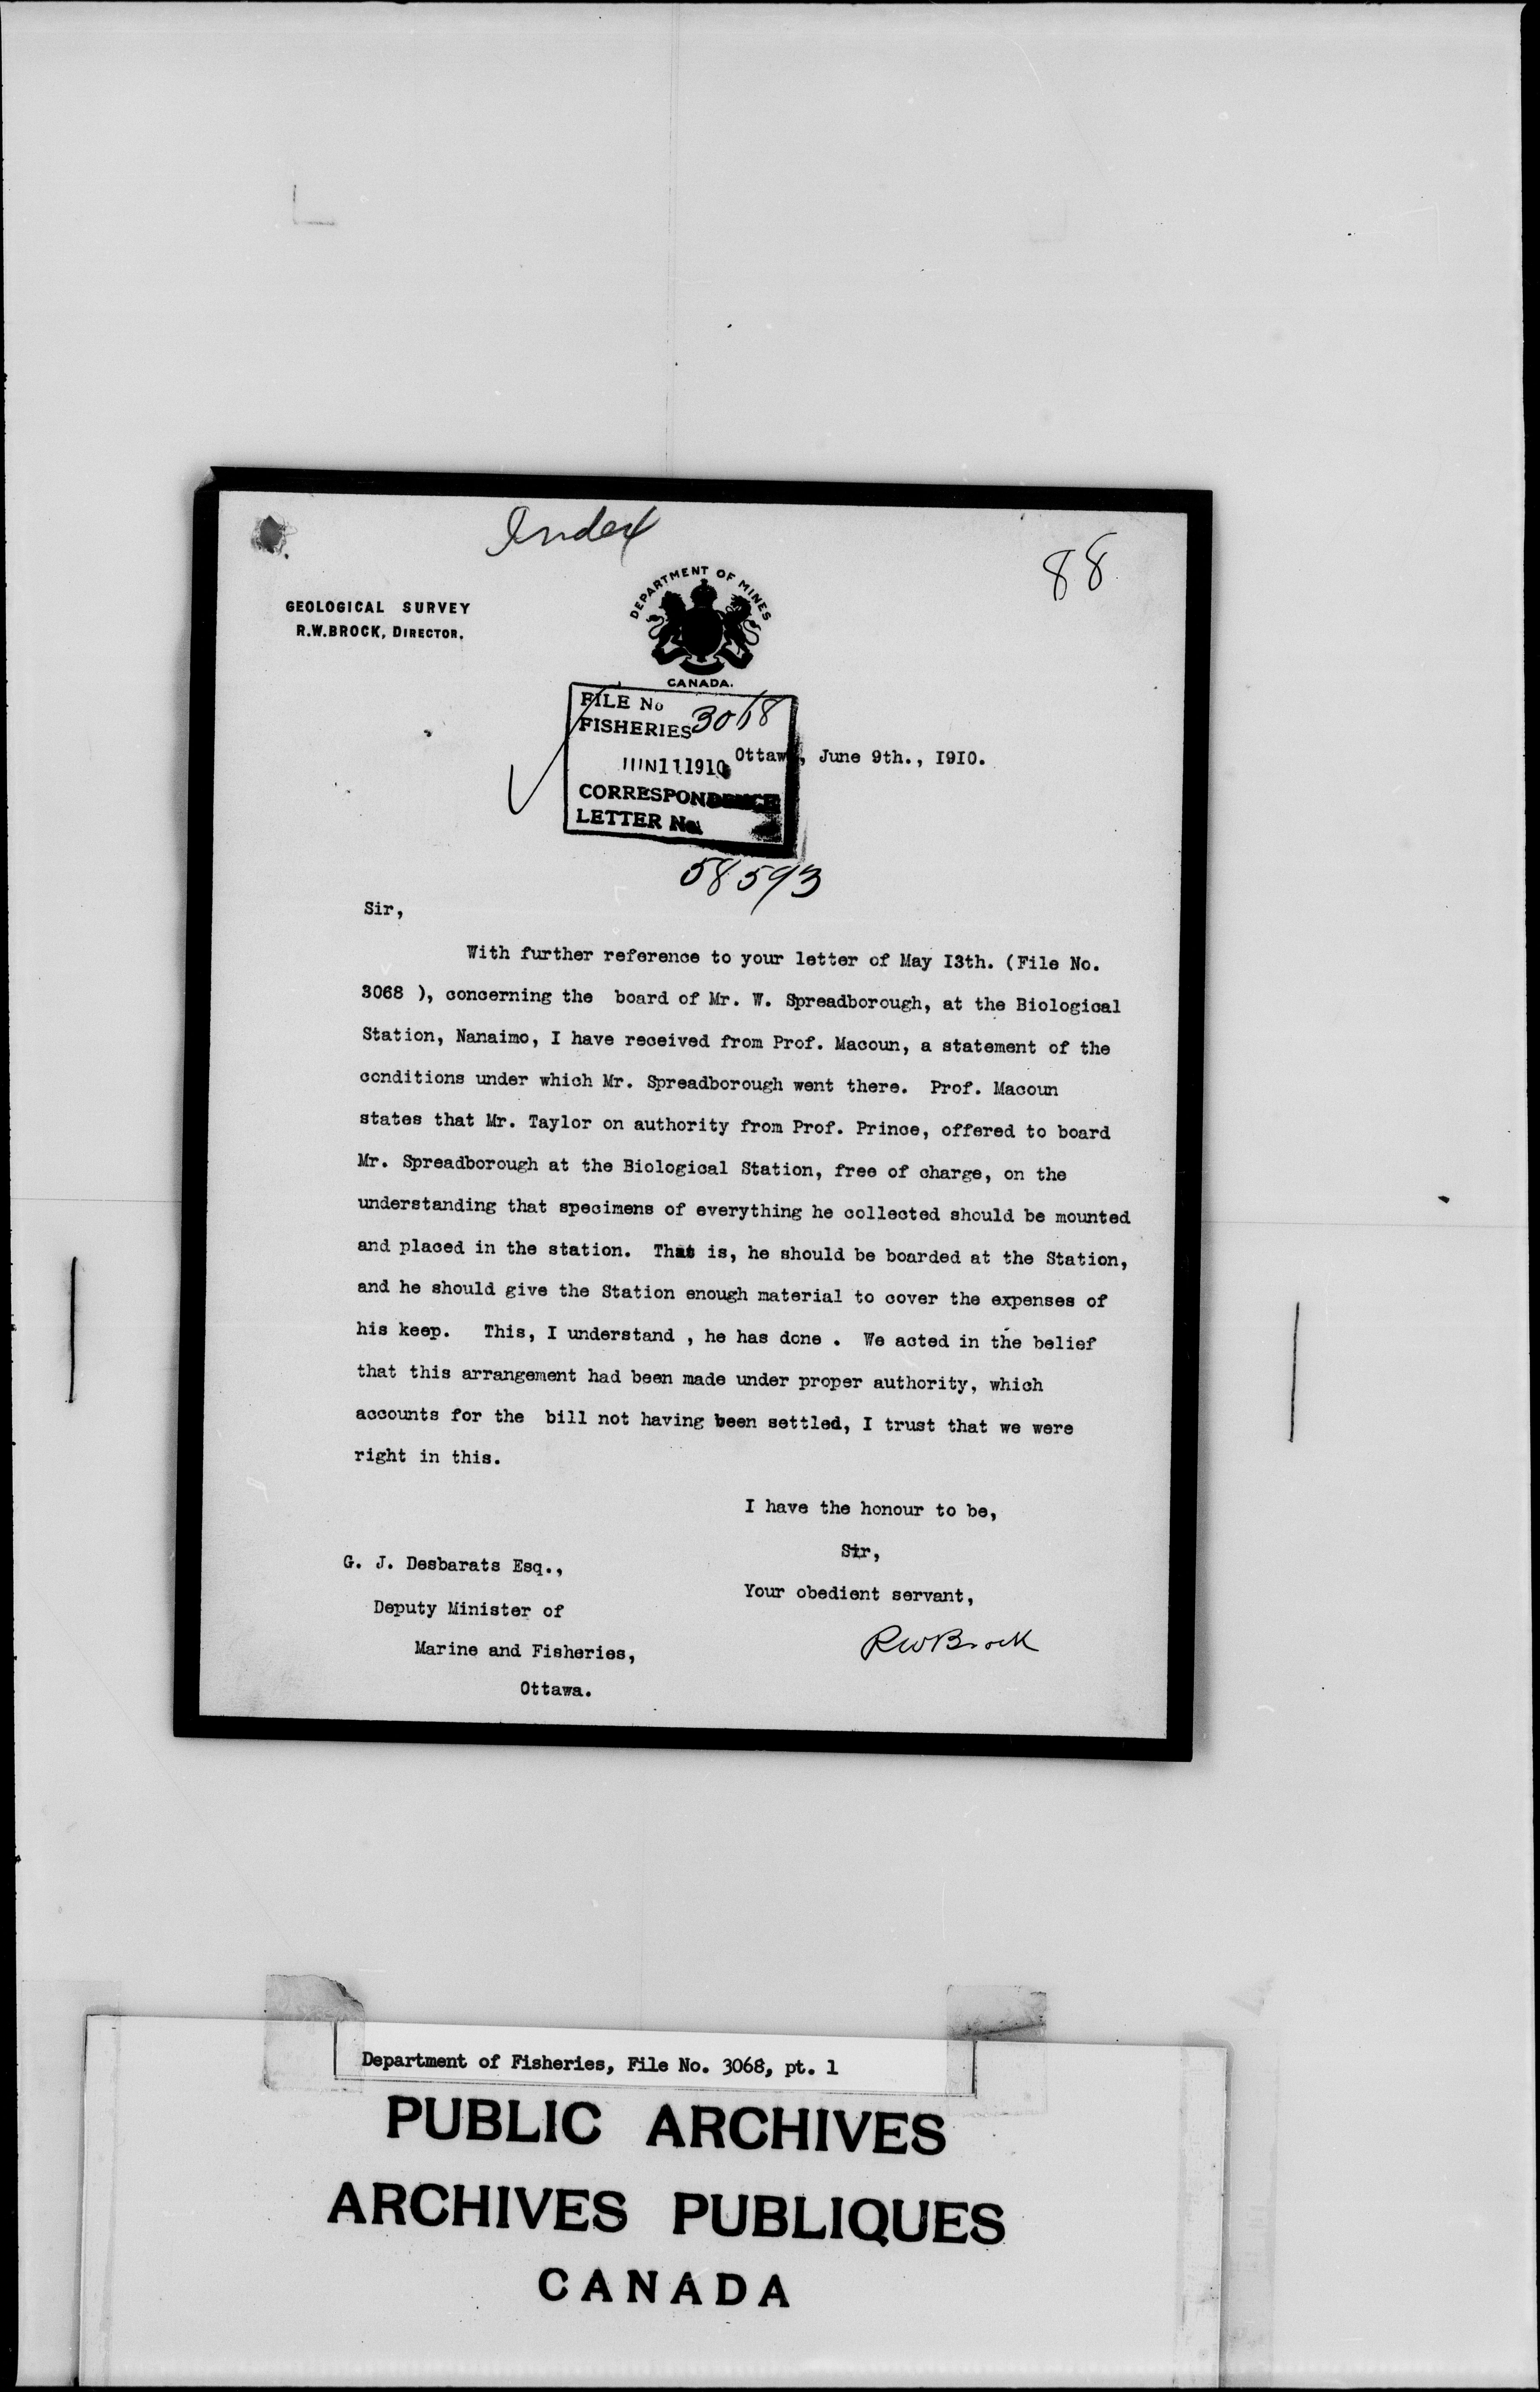 Index
88
DEPARTMENT OF MINES
CANADA.
GEOLOGICAL SURVEY
R.W.BROCK, DIRECTOR.
FILE No
FISHERIES 3068
JUN 11 1910
CORRESPONDENCE
LETTER No.
58593
Ottawa, June 9th., I9I0.
Sir,
With further reference to your letter of May I3th. (File No.
3068 ), concerning the board of Mr. W. Spreadborough, at the Biological
Station, Nanaimo, I have received from Prof. Macoun, a statement of the
conditions under which Mr. Spreadborough went there. Prof. Macoun
states that Mr. Taylor on authority from Prof. Prince, offered to board
Mr. Spreadborough at the Biological Station, free of charge, on the
understanding that specimens of everything he collected should be mounted
and placed in the station. That is, he should be boarded at the Station,
and he should give the Station enough material to cover the expenses of
his keep. This, I understand , he has done . We acted in the belief
that this arrangement had been made under proper authority, which
accounts for the bill not having been settled, I trust that we were
right in this.
I have the honour to be,
Sir,
Your obedient servant,
RWBrock
G. J. Desbarats Esq.,
Deputy Minister of
Marine and Fisheries,
Ottawa.
Department of Fisheries, File No. 3068, pt. 1
PUBLIC ARCHIVES
ARCHIVES PUBLIQUES
CANADA